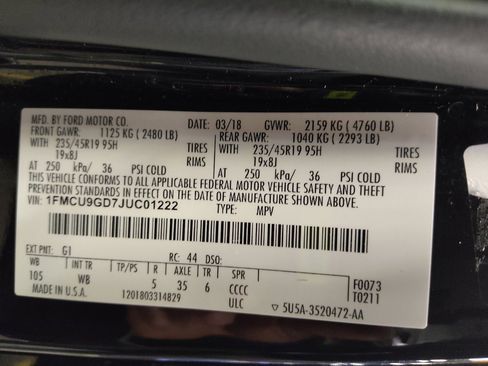 MFD. BY FORD MOTOR CO.
DATE: 03/18 GVWR: 2159 KG ( 4760 LB)
FRONT GAWR: 1125 KG ( 2480 LB) REAR GAWR: 1040 KG ( 2293 LB)
WITH 235/45R19 95H TIRES WITH 235/45R19 95H TIRES
19x8J RIMS 19x8J RIMS
AT 250 kPa/ 36 PSI COLD AT 250 kPa/ 36 PSI COLD
THIS VEHICLE CONFORMS TO ALL APPLICABLE FEDERAL MOTOR VEHICLE SAFETY AND THEFT
PREVENTION STANDARDS IN EFFECT ON THE DATE OF MANUFACTURE SHOWN ABOVE.
VIN: 1FMCU9GD7JUC01222 TYPE: MPV
EXT PNT: G1 RC: 44 DSO: F0073
WB INT TR TP/PS R AXLE TR SPR T0211
105 5 35 6 CCCC
WB ULC
MADE IN U.S.A. 1201803314829 ▽ 5U5A-3520472-AA